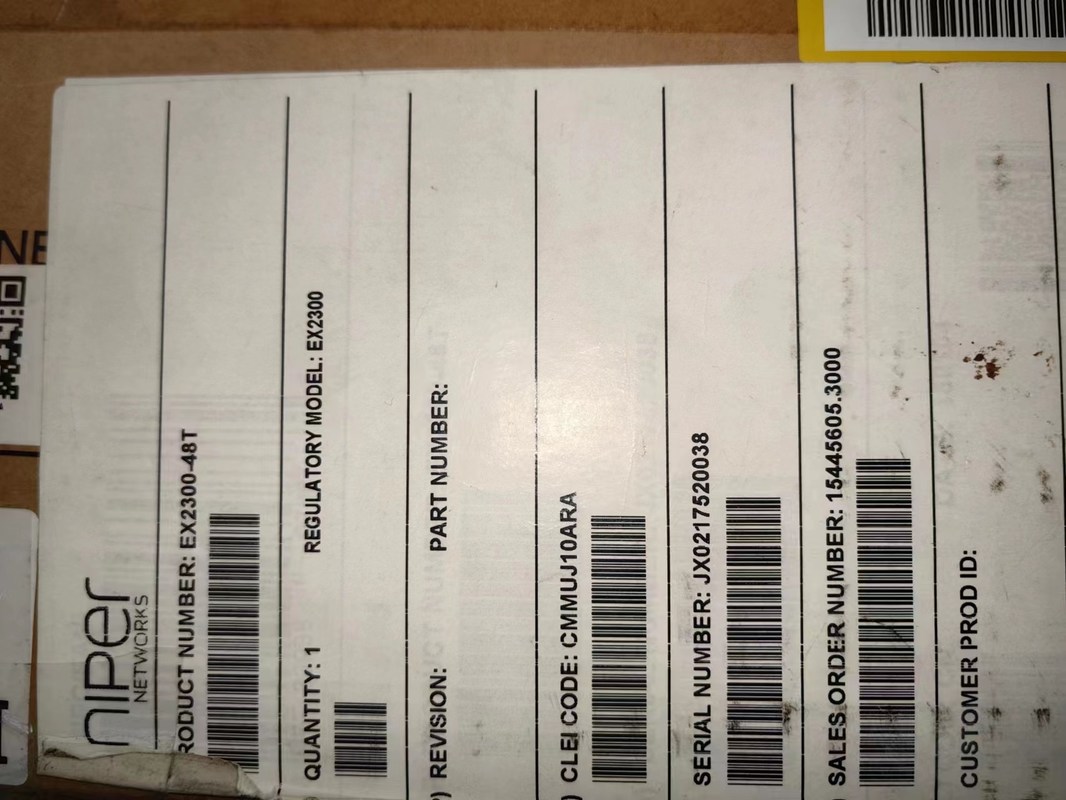 NIPer
NETWORKS
RODUCT NUMBER: EX2300-48T
QUANTITY: 1 REGULATORY MODEL: EX2300
) REVISION: PART NUMBER:
) CLEI CODE: CMMUJ10ARA
SERIAL NUMBER: JX0217520038
) SALES ORDER NUMBER: 15445605.3000
CUSTOMER PROD ID:
NE